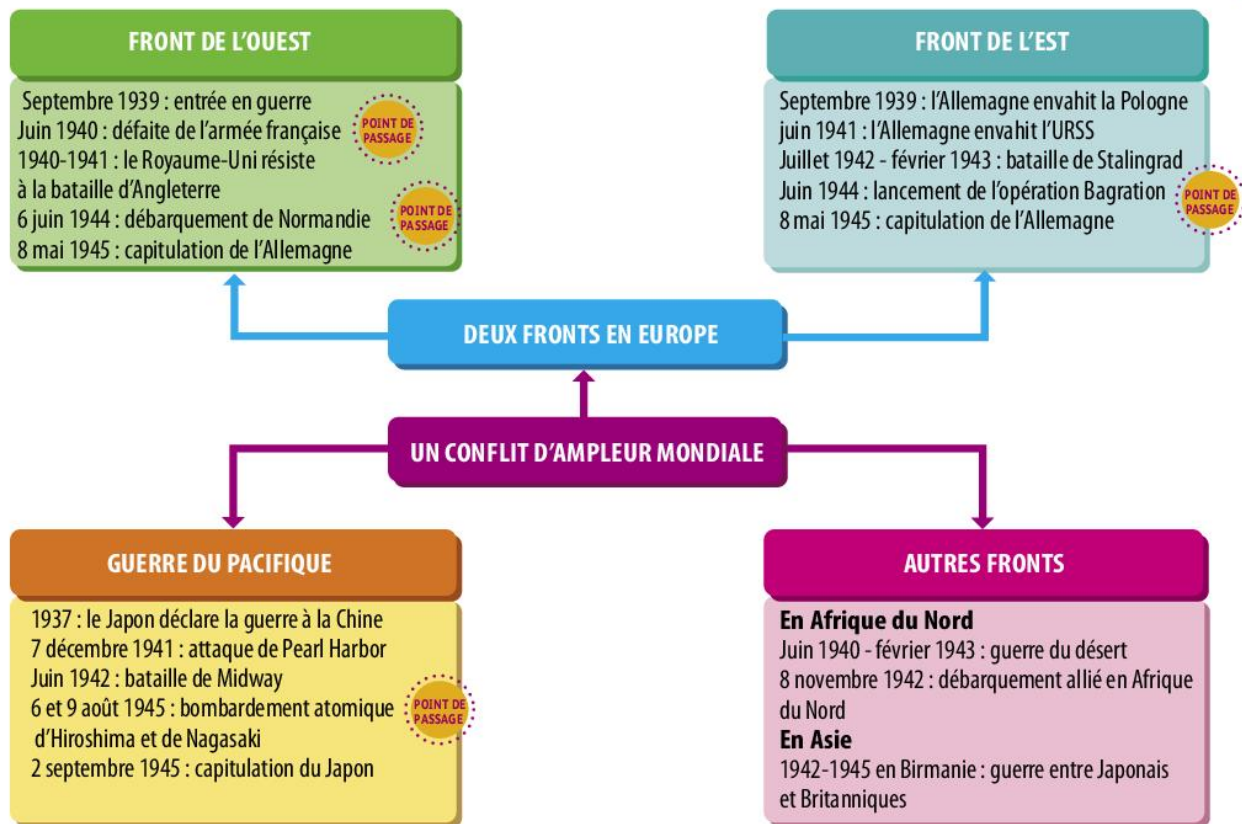 FRONT DE L'OUEST
Septembre 1939 : entrée en guerre
Juin 1940 : défaite de l'armée française
POINT DE
PASSAGE
1940-1941 : le Royaume-Uni résiste
à la bataille d'Angleterre
6 juin 1944 : débarquement de Normandie
POINT DE
PASSAGE
8 mai 1945 : capitulation de l'Allemagne
FRONT DE L'EST
Septembre 1939 : l'Allemagne envahit la Pologne
juin 1941 : l'Allemagne envahit l'URSS
Juillet 1942 - février 1943 : bataille de Stalingrad
Juin 1944 : lancement de l'opération Bagration
POINT DE
PASSAGE
8 mai 1945 : capitulation de l'Allemagne
DEUX FRONTS EN EUROPE
UN CONFLIT D'AMPLEUR MONDIALE
GUERRE DU PACIFIQUE
1937 : le Japon déclare la guerre à la Chine
7 décembre 1941 : attaque de Pearl Harbor
Juin 1942 : bataille de Midway
6 et 9 août 1945 : bombardement atomique
d'Hiroshima et de Nagasaki
POINT DE
PASSAGE
2 septembre 1945 : capitulation du Japon
AUTRES FRONTS
En Afrique du Nord
Juin 1940 - février 1943 : guerre du désert
8 novembre 1942 : débarquement allié en Afrique
du Nord
En Asie
1942-1945 en Birmanie : guerre entre Japonais
et Britanniques